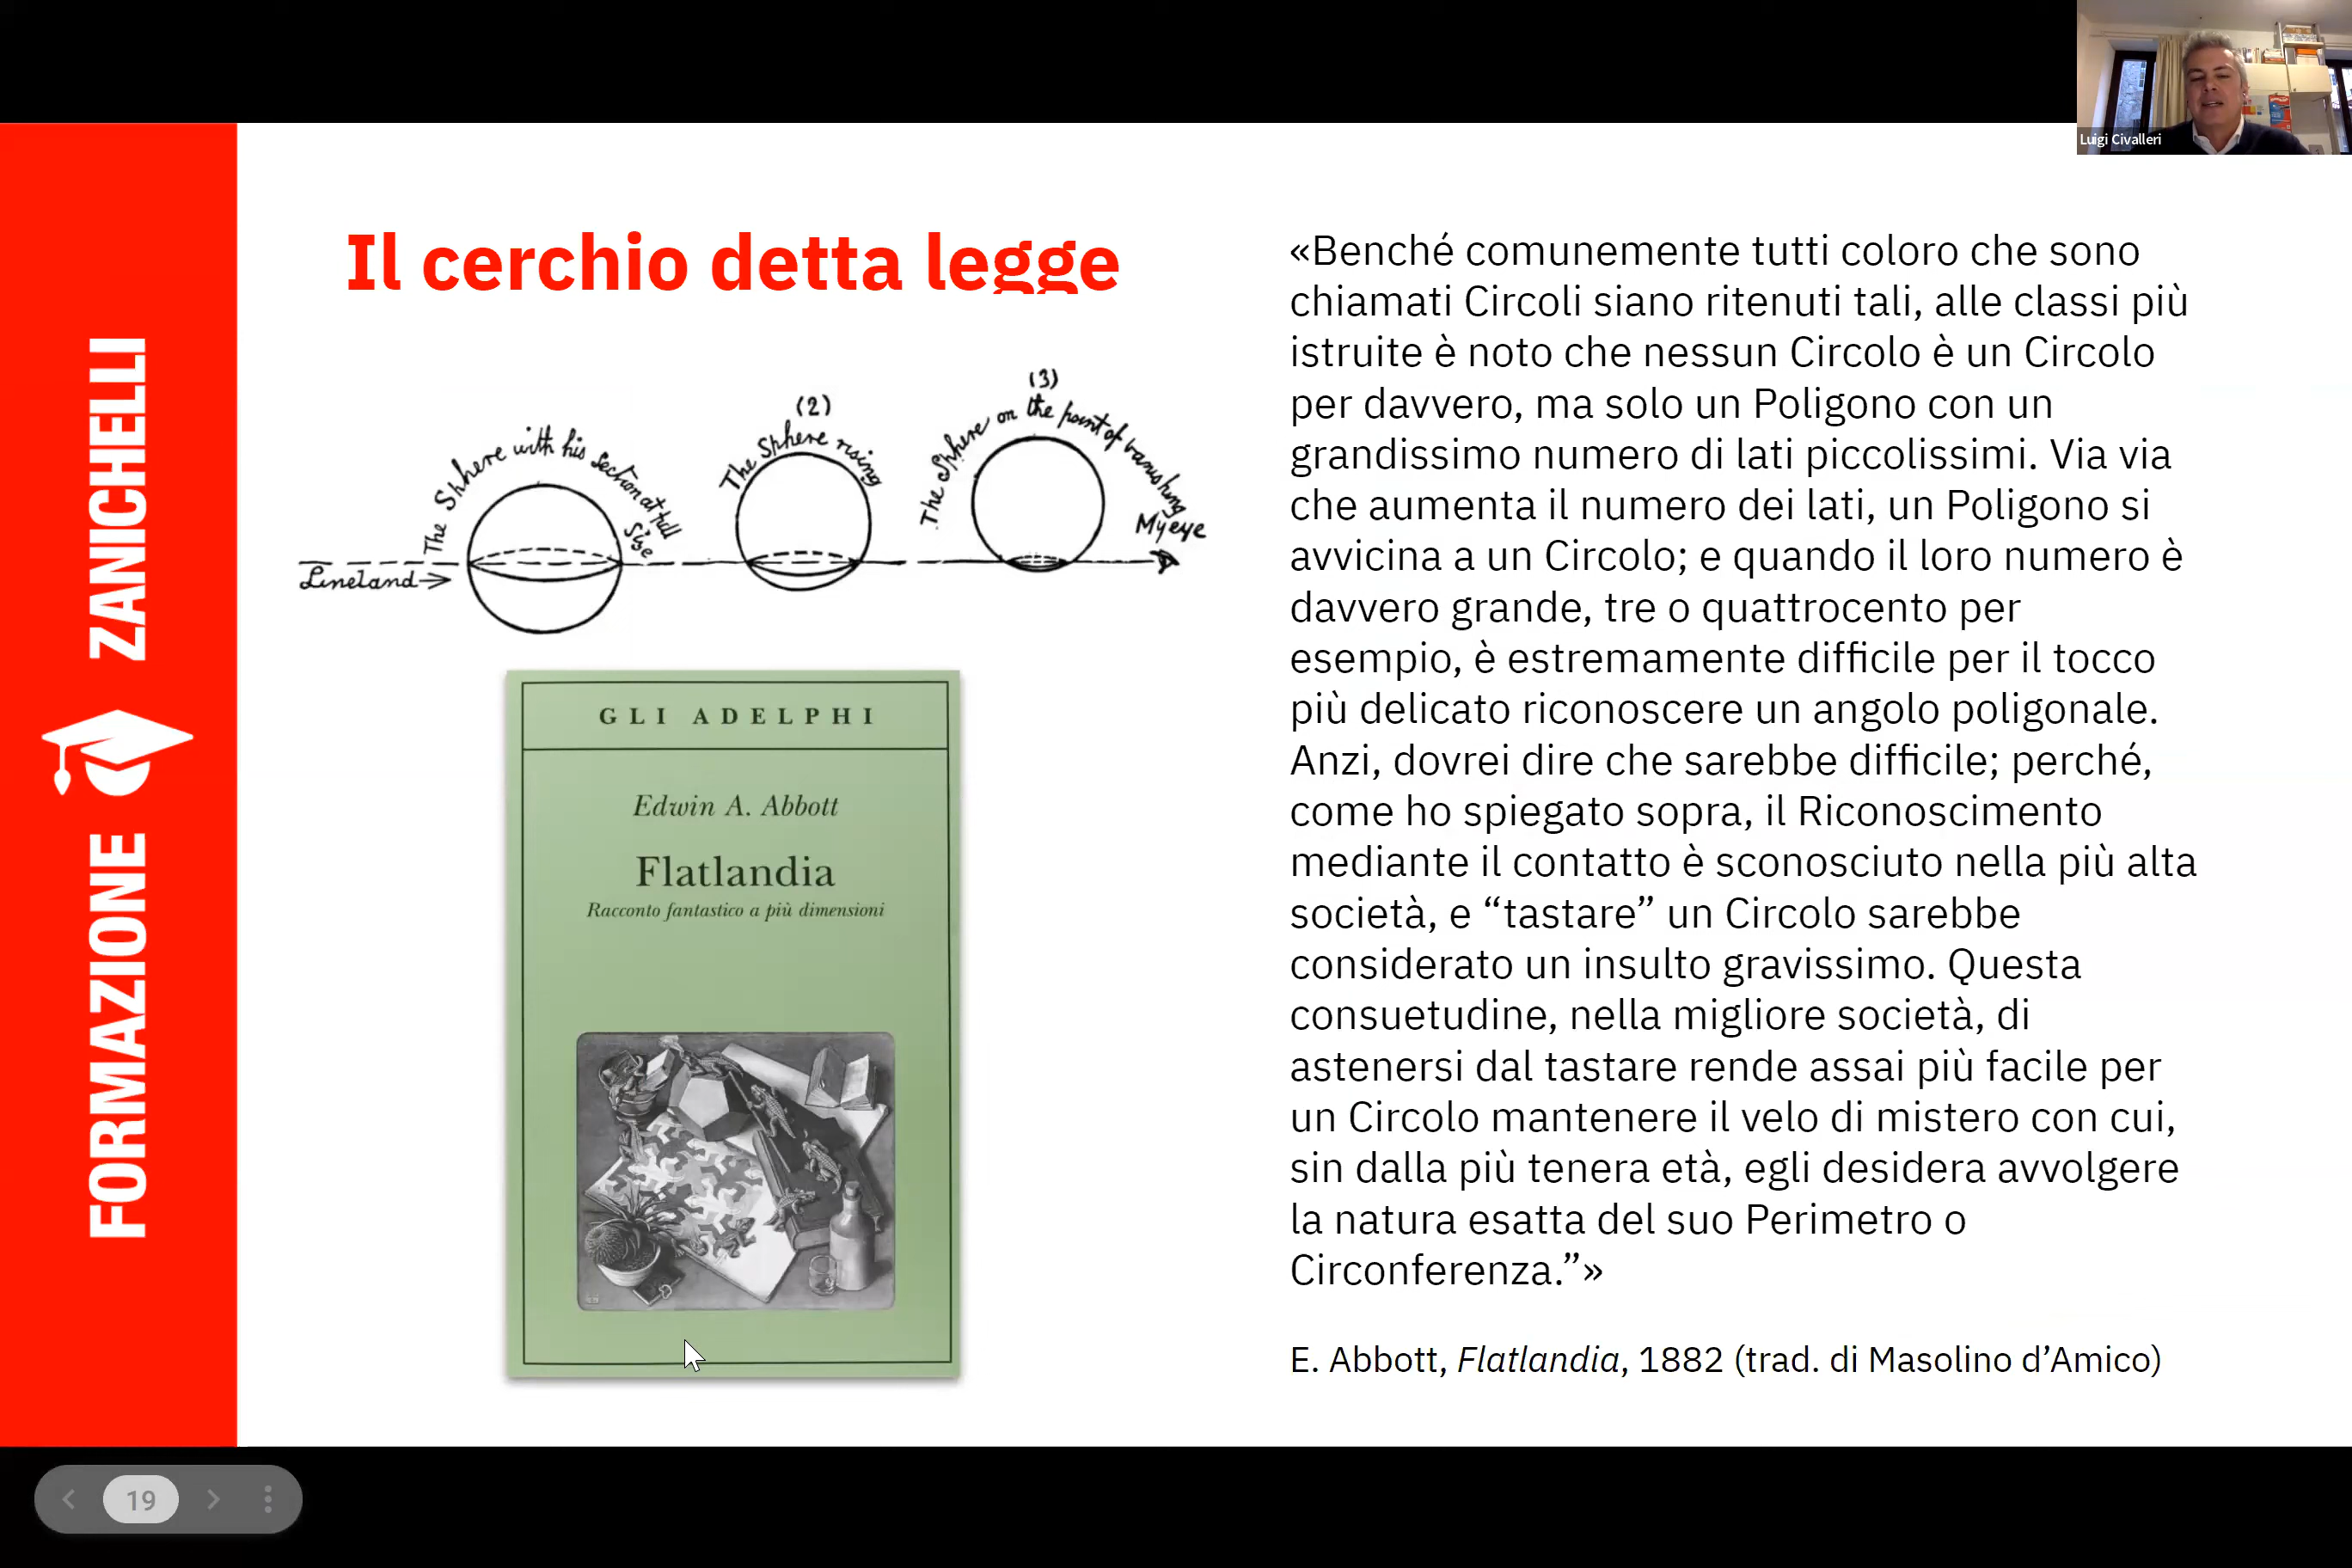 Luigi Civalleri
FORMAZIONE ZANICHELLI
Il cerchio detta legge
The Sphere with his section at full size
(2)
The Sphere rising
(3)
The Sphere on the point of vanishing
My eye
Lineland
GLI ADELPHI
Edwin A. Abbott
Flatlandia
Racconto fantastico a più dimensioni
«Benché comunemente tutti coloro che sono
chiamati Circoli siano ritenuti tali, alle classi più
istruite è noto che nessun Circolo è un Circolo
per davvero, ma solo un Poligono con un
grandissimo numero di lati piccolissimi. Via via
che aumenta il numero dei lati, un Poligono si
avvicina a un Circolo; e quando il loro numero è
davvero grande, tre o quattrocento per
esempio, è estremamente difficile per il tocco
più delicato riconoscere un angolo poligonale.
Anzi, dovrei dire che sarebbe difficile; perché,
come ho spiegato sopra, il Riconoscimento
mediante il contatto è sconosciuto nella più alta
società, e “tastare” un Circolo sarebbe
considerato un insulto gravissimo. Questa
consuetudine, nella migliore società, di
astenersi dal tastare rende assai più facile per
un Circolo mantenere il velo di mistero con cui,
sin dalla più tenera età, egli desidera avvolgere
la natura esatta del suo Perimetro o
Circonferenza.”»
E. Abbott, Flatlandia, 1882 (trad. di Masolino d’Amico)
19